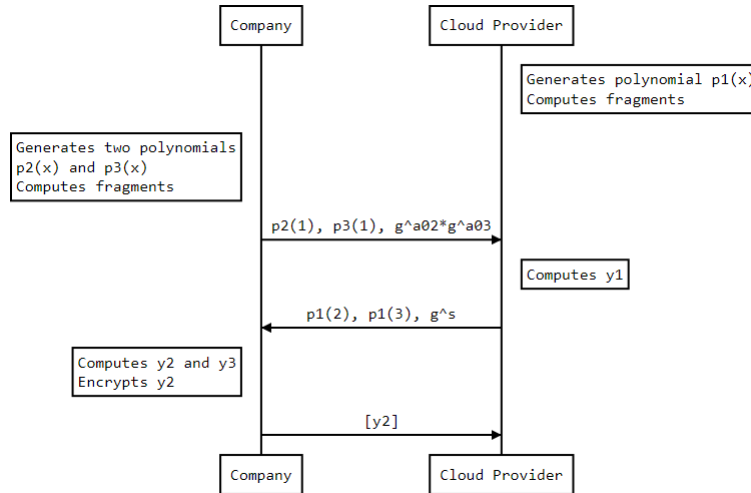 Company
Cloud Provider
Generates polynomial p1(x)
Computes fragments
Generates two polynomials
p2(x) and p3(x)
Computes fragments
p2(1), p3(1), g^a02*g^a03
Computes y1
p1(2), p1(3), g^s
Computes y2 and y3
Encrypts y2
[y2]
Company
Cloud Provider